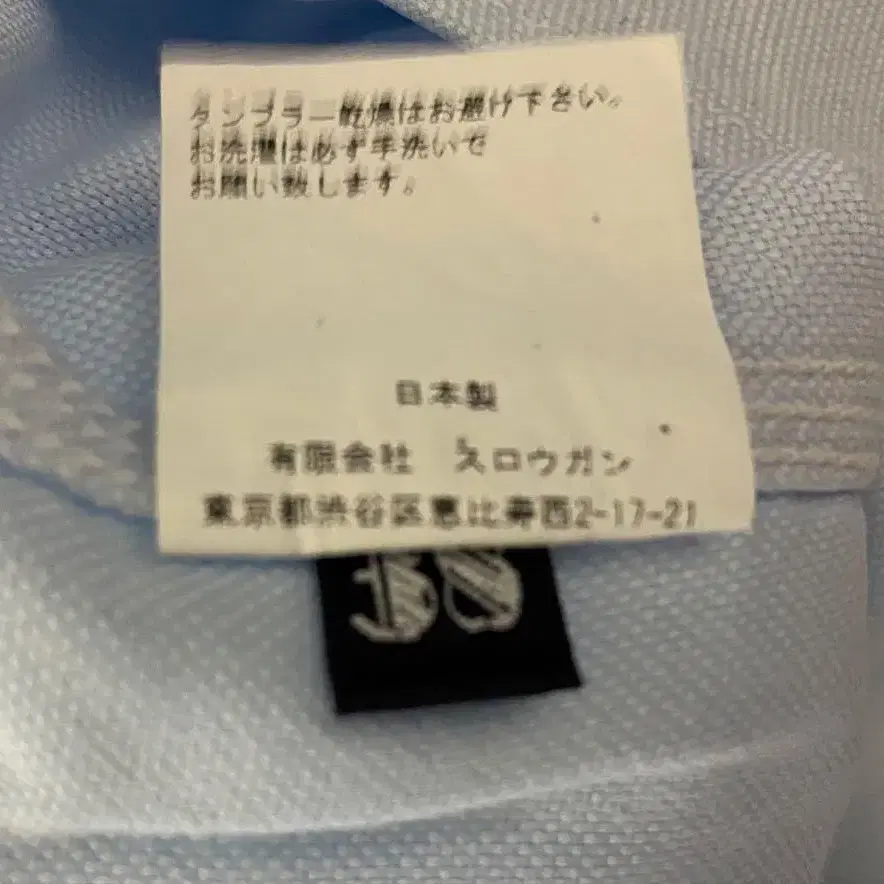 タンブラー乾燥はお避け下さい。
お洗濯は必ず手洗いで
お願い致します。
日本製
有限会社　スロウガン
東京都渋谷区恵比寿西2-17-21